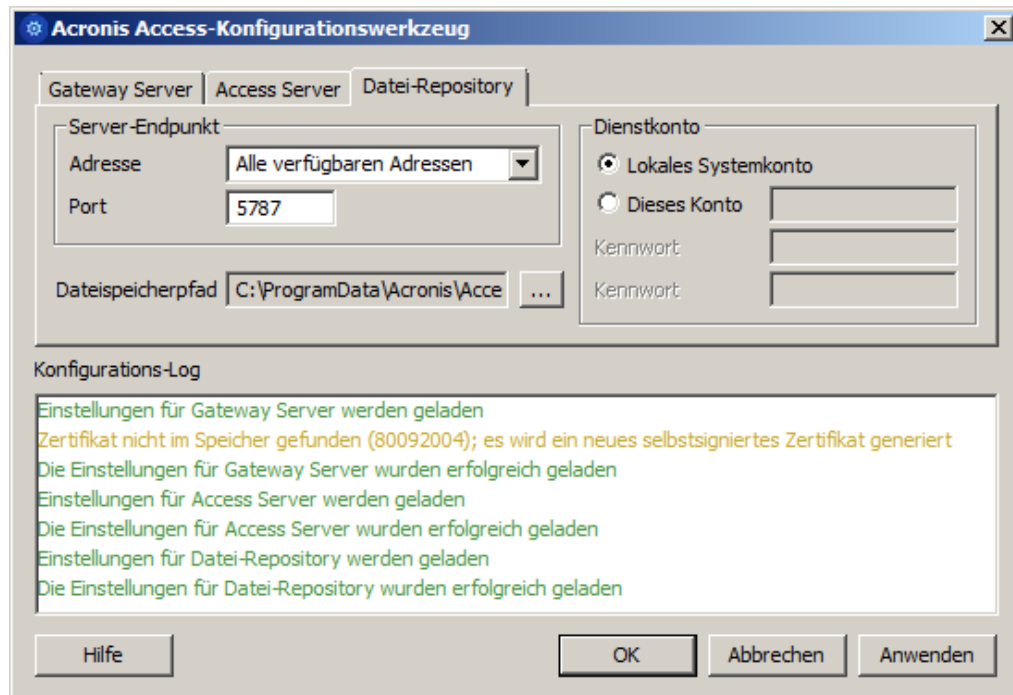 Acronis Access-Konfigurationswerkzeug
Gateway Server
Access Server
Datei-Repository
Server-Endpunkt
Adresse
Alle verfügbaren Adressen
Port
5787
Dateispeicherpfad
C:\ProgramData\Acronis\Acce
...
Dienstkonto
Lokales Systemkonto
Dieses Konto
Kennwort
Kennwort
Konfigurations-Log
Einstellungen für Gateway Server werden geladen
Zertifikat nicht im Speicher gefunden (80092004); es wird ein neues selbstsigniertes Zertifikat generiert
Die Einstellungen für Gateway Server wurden erfolgreich geladen
Einstellungen für Access Server werden geladen
Die Einstellungen für Access Server wurden erfolgreich geladen
Einstellungen für Datei-Repository werden geladen
Die Einstellungen für Datei-Repository wurden erfolgreich geladen
Hilfe
OK
Abbrechen
Anwenden